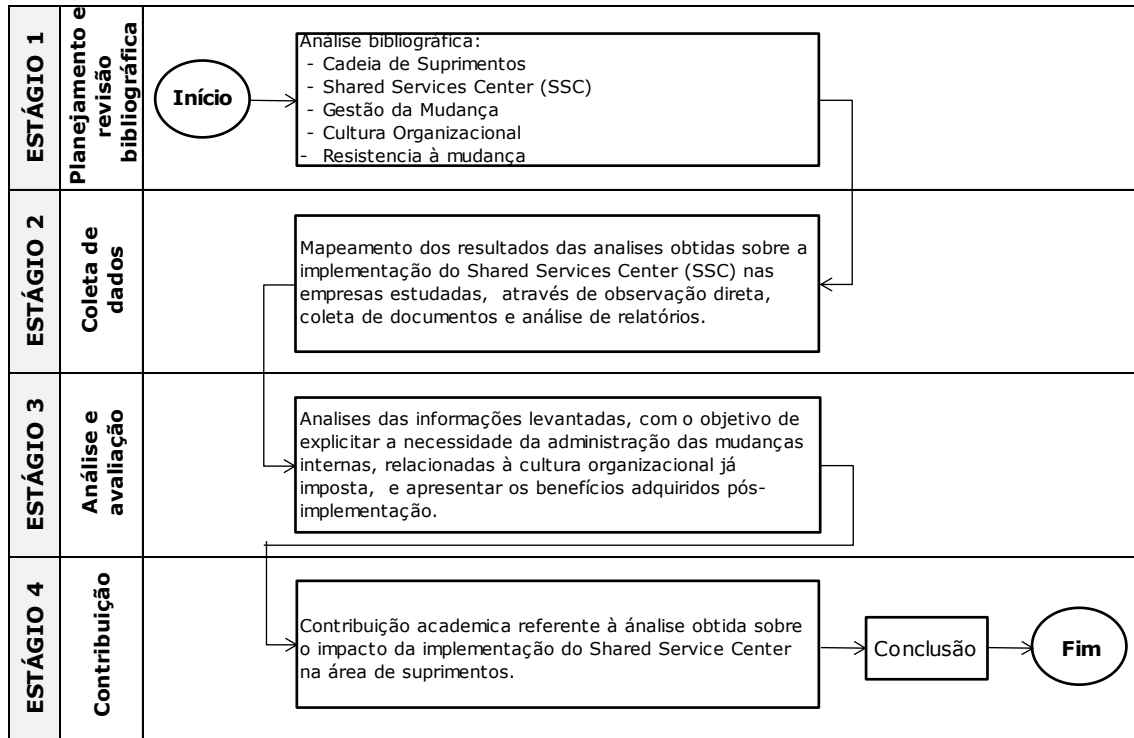 ESTÁGIO 1
Planejamento e
revisão
bibliográfica
Início
Análise bibliográfica:
- Cadeia de Suprimentos
- Shared Services Center (SSC)
- Gestão da Mudança
- Cultura Organizacional
- Resistencia à mudança
ESTÁGIO 2
Coleta de
dados
Mapeamento dos resultados das analises obtidas sobre a
implementação do Shared Services Center (SSC) nas
empresas estudadas, através de observação direta,
coleta de documentos e análise de relatórios.
ESTÁGIO 3
Análise e
avaliação
Analises das informações levantadas, com o objetivo de
explicitar a necessidade da administração das mudanças
internas, relacionadas à cultura organizacional já
imposta, e apresentar os benefícios adquiridos pós-
implementação.
ESTÁGIO 4
Contribuição
Contribuição academica referente à ánalise obtida sobre
o impacto da implementação do Shared Service Center
na área de suprimentos.
Conclusão
Fim